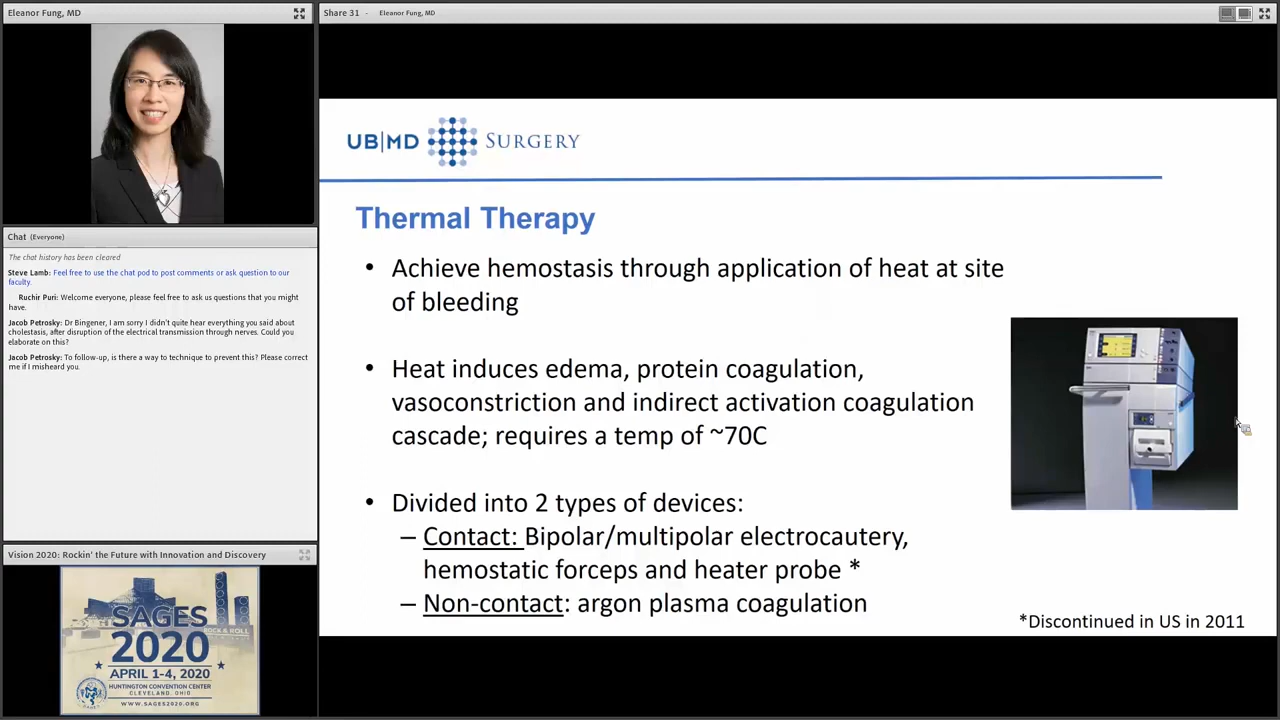 Eleanor Fung, MD
Share 31 - Eleanor Fung, MD
Chat (Everyone)
The chat history has been cleared
Steve Lamb: Feel free to use the chat pod to post comments or ask question to our
faculty.
Ruchir Puri: Welcome everyone, please feel free to ask us questions that you might
have.
Jacob Petrosky: Dr Bingener, I am sorry I didn't quite hear everything you said about
cholestasis, after disruption of the electrical transmission through nerves. Could you
elaborate on this?
Jacob Petrosky: To follow-up, is there a way to technique to prevent this? Please correct
me if I misheard you.
Vision 2020: Rockin' the Future with Innovation and Discovery
ROCK & ROLL
SAGES
2020
APRIL 1-4, 2020
HUNTINGTON CONVENTION CENTER
CLEVELAND, OHIO
WWW.SAGES2020.ORG
UB|MD SURGERY
Thermal Therapy
• Achieve hemostasis through application of heat at site
of bleeding
• Heat induces edema, protein coagulation,
vasoconstriction and indirect activation coagulation
cascade; requires a temp of ~70C
• Divided into 2 types of devices:
– Contact: Bipolar/multipolar electrocautery,
hemostatic forceps and heater probe *
– Non-contact: argon plasma coagulation
*Discontinued in US in 2011